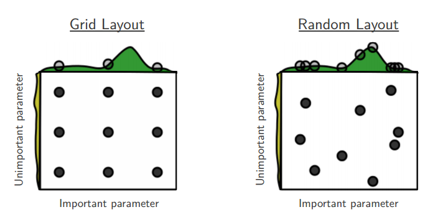 Grid Layout
Random Layout
Unimportant parameter
Unimportant parameter
Important parameter
Important parameter